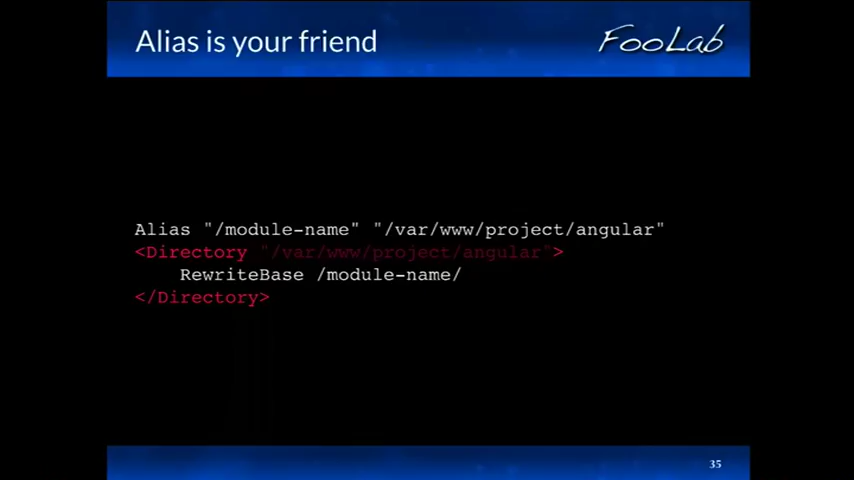 Alias is your friend
FooLab
Alias "/module-name" "/var/www/project/angular"
<Directory "/var/www/project/angular">
RewriteBase /module-name/
</Directory>
35